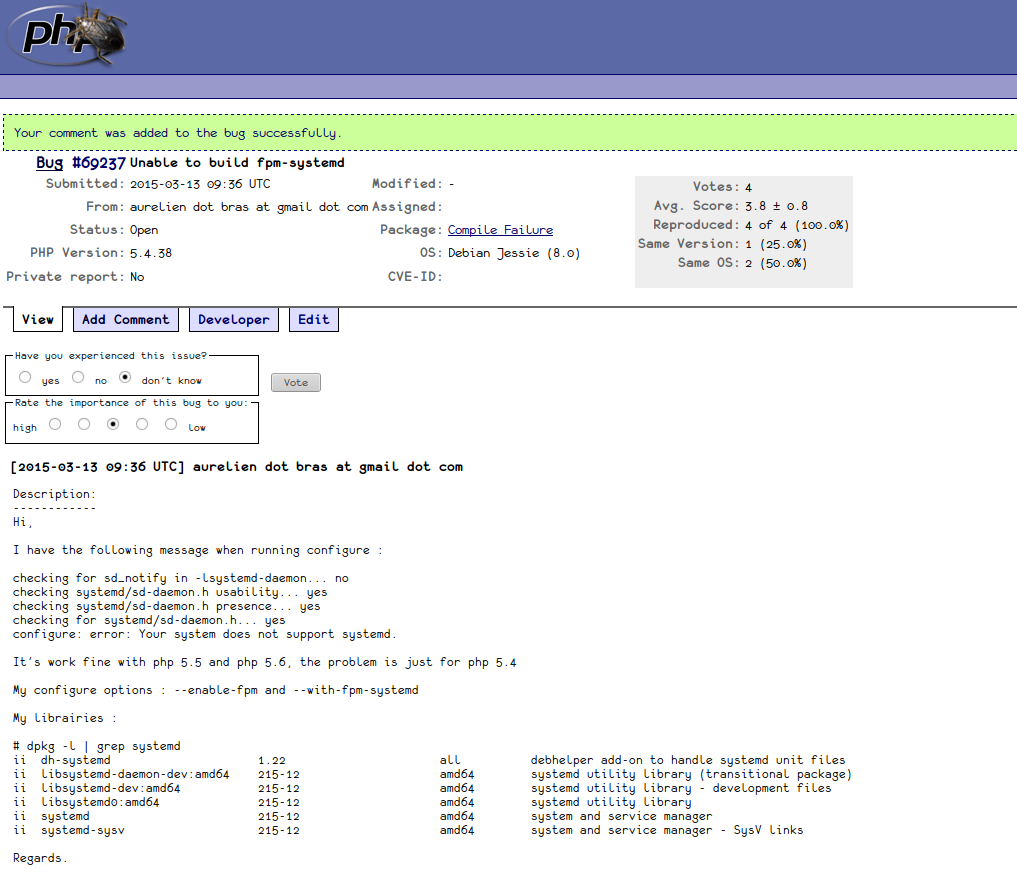 php
Your comment was added to the bug successfully.
Bug #69237 Unable to build fpm-systemd
Submitted: 2015-03-13 09:36 UTC Modified: -
From: aurelien dot bras at gmail dot com Assigned:
Status: Open Package: Compile Failure
PHP Version: 5.4.38 OS: Debian Jessie (8.0)
Private report: No CVE-ID:
Votes: 4
Avg. Score: 3.8 ± 0.8
Reproduced: 4 of 4 (100.0%)
Same Version: 1 (25.0%)
Same OS: 2 (50.0%)
View Add Comment Developer Edit
Have you experienced this issue?
yes no don't know
Vote
Rate the importance of this bug to you:
high low
[2015-03-13 09:36 UTC] aurelien dot bras at gmail dot com
Description:
------------
Hi,
I have the following message when running configure :
checking for sd_notify in -lsystemd-daemon... no
checking systemd/sd-daemon.h usability... yes
checking systemd/sd-daemon.h presence... yes
checking for systemd/sd-daemon.h... yes
configure: error: Your system does not support systemd.
It's work fine with php 5.5 and php 5.6, the problem is just for php 5.4
My configure options : --enable-fpm and --with-fpm-systemd
My librairies :
# dpkg -l | grep systemd
ii dh-systemd 1.22 all debhelper add-on to handle systemd unit files
ii libsystemd-daemon-dev:amd64 215-12 amd64 systemd utility library (transitional package)
ii libsystemd-dev:amd64 215-12 amd64 systemd utility library - development files
ii libsystemd0:amd64 215-12 amd64 systemd utility library
ii systemd 215-12 amd64 system and service manager
ii systemd-sysv 215-12 amd64 system and service manager - SysV links
Regards.